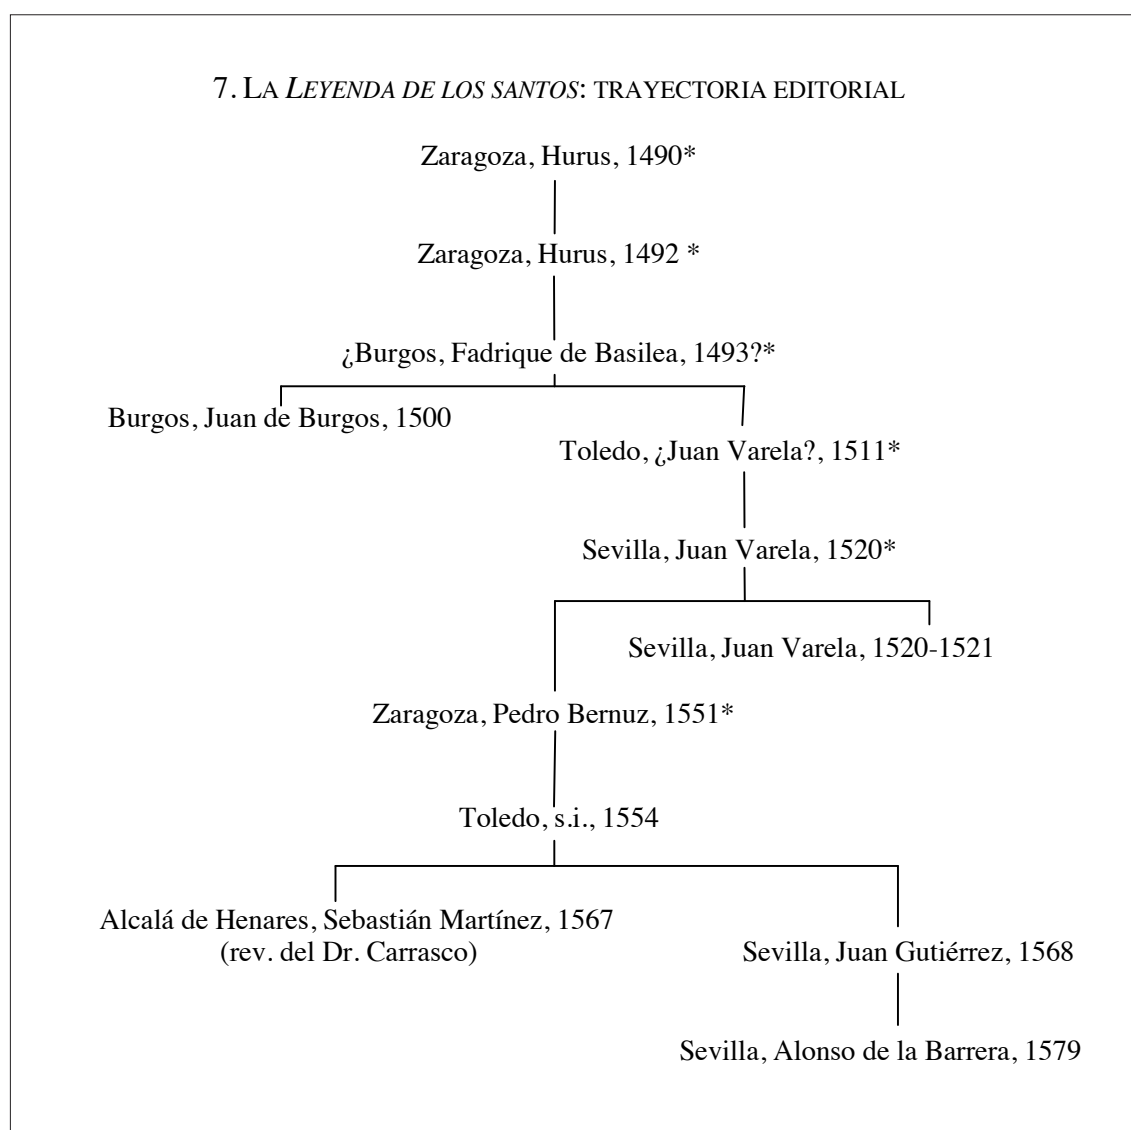 7. LA LEYENDA DE LOS SANTOS: TRAYECTORIA EDITORIAL
Zaragoza, Hurus, 1490*
Zaragoza, Hurus, 1492 *
¿Burgos, Fadrique de Basilea, 1493?*
Burgos, Juan de Burgos, 1500
Toledo, ¿Juan Varela?, 1511*
Sevilla, Juan Varela, 1520*
Sevilla, Juan Varela, 1520-1521
Zaragoza, Pedro Bernuz, 1551*
Toledo, s.i., 1554
Alcalá de Henares, Sebastián Martínez, 1567
(rev. del Dr. Carrasco)
Sevilla, Juan Gutiérrez, 1568
Sevilla, Alonso de la Barrera, 1579